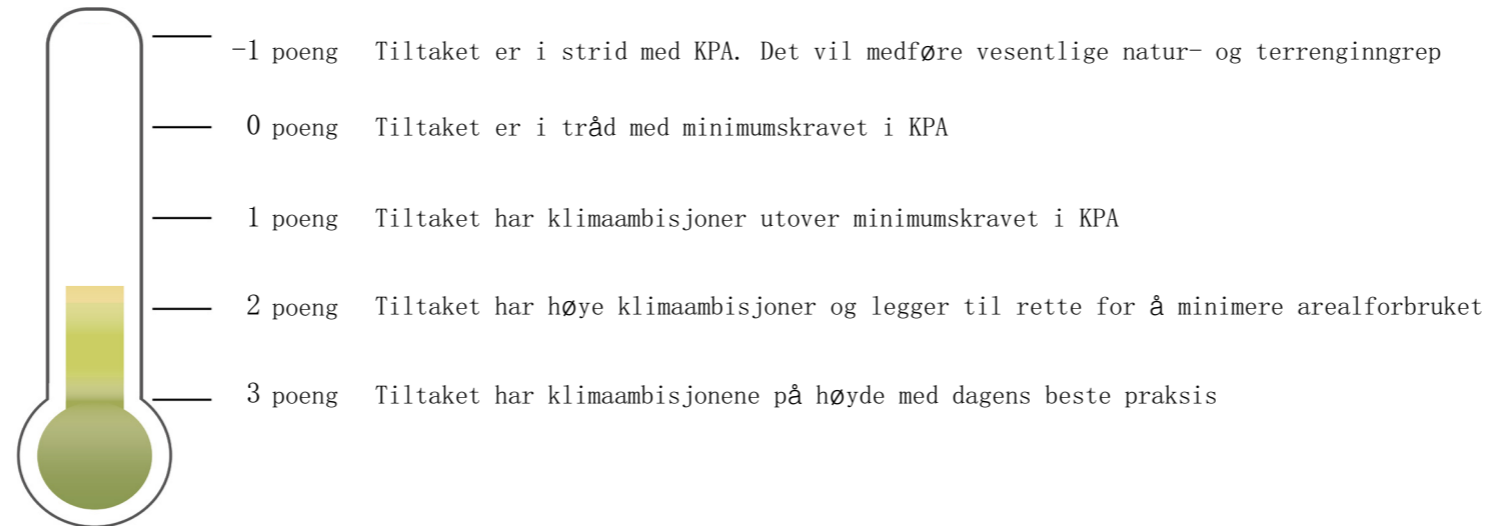 -1 poeng Tiltaket er i strid med KPA. Det vil medføre vesentlige natur- og terrenginngrep
0 poeng Tiltaket er i tråd med minimumskravet i KPA
1 poeng Tiltaket har klimaambisjoner utover minimumskravet i KPA
2 poeng Tiltaket har høye klimaambisjoner og legger til rette for å minimere arealforbruket
3 poeng Tiltaket har klimaambisjonene på høyde med dagens beste praksis